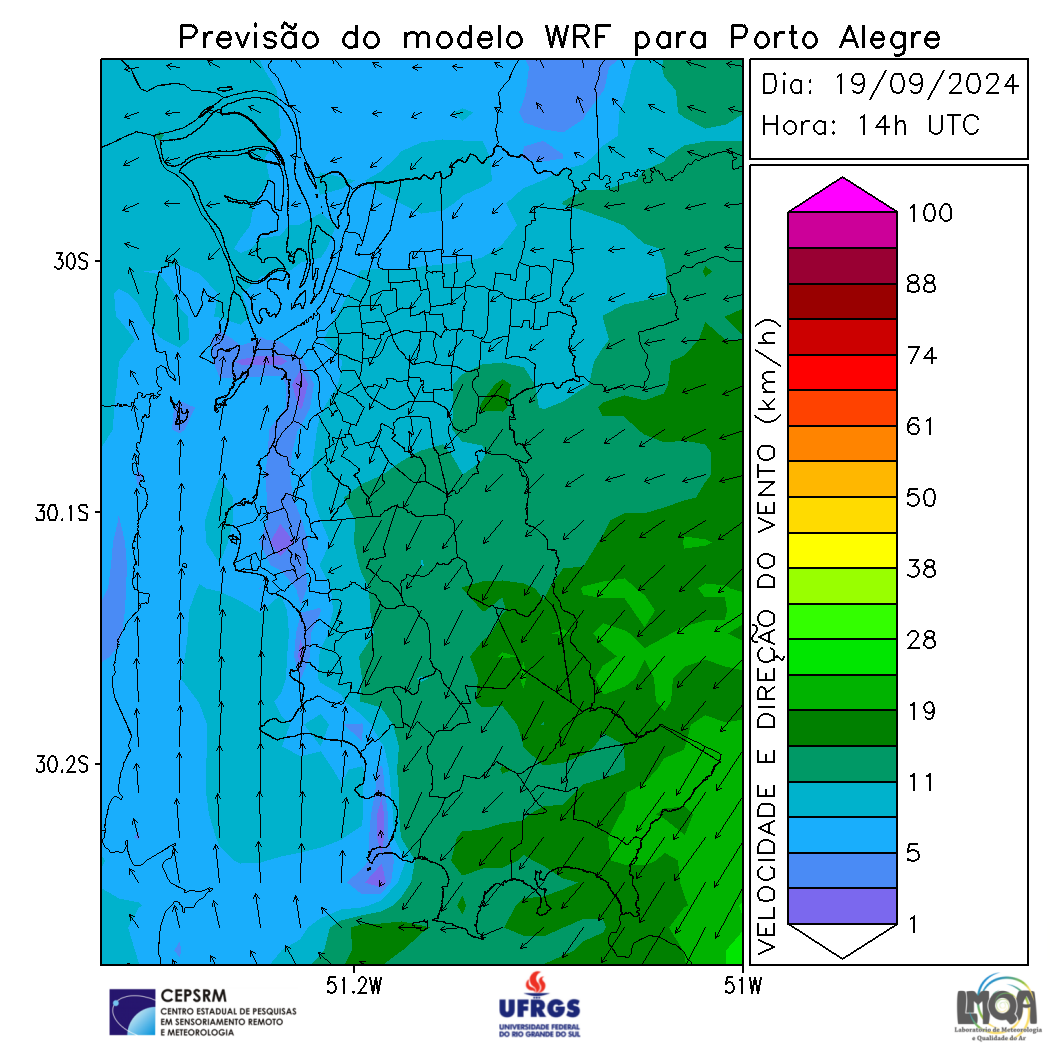 Previsão do modelo WRF para Porto Alegre
Dia: 19/09/2024
Hora: 14h UTC
30S
30.1S
30.2S
51.2W
51W
VELOCIDADE E DIREÇÃO DO VENTO (km/h)
100
88
74
61
50
38
28
19
11
5
1
CEPSRM
CENTRO ESTADUAL DE PESQUISAS
EM SENSORIAMENTO REMOTO
E METEOROLOGIA
UFRGS
UNIVERSIDADE FEDERAL
DO RIO GRANDE DO SUL
LMQA
Laboratório de Meteorologia
e Qualidade do Ar